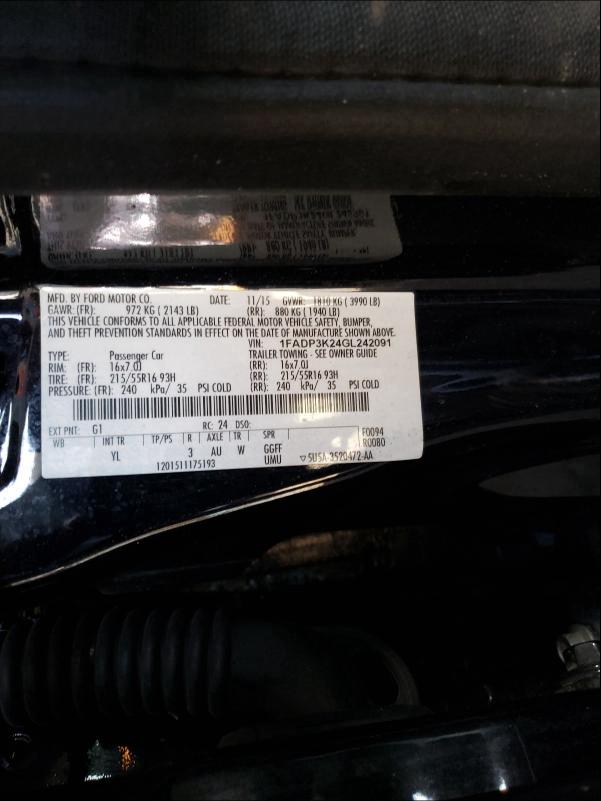 MFD. BY FORD MOTOR CO. DATE: 11/15 GVWR: 1810 KG ( 3990 LB)
GAWR: (FR): 972 KG ( 2143 LB) (RR): 880 KG ( 1940 LB)
THIS VEHICLE CONFORMS TO ALL APPLICABLE FEDERAL MOTOR VEHICLE SAFETY, BUMPER,
AND THEFT PREVENTION STANDARDS IN EFFECT ON THE DATE OF MANUFACTURE SHOWN ABOVE.
VIN: 1FADP3K24GL242091
TYPE: Passenger Car TRAILER TOWING - SEE OWNER GUIDE
RIM: (FR): 16x7.0J (RR): 16x7.0J
TIRE: (FR): 215/55R16 93H (RR): 215/55R16 93H
PRESSURE: (FR): 240 kPa/ 35 PSI COLD (RR): 240 kPa/ 35 PSI COLD
EXT PNT: G1 RC: 24 DSO: F0094
WB INT TR TP/PS R AXLE TR SPR R0080
YL 3 AU W GGFF
1201511175193 UMU ▽5U5A-3520472-AA